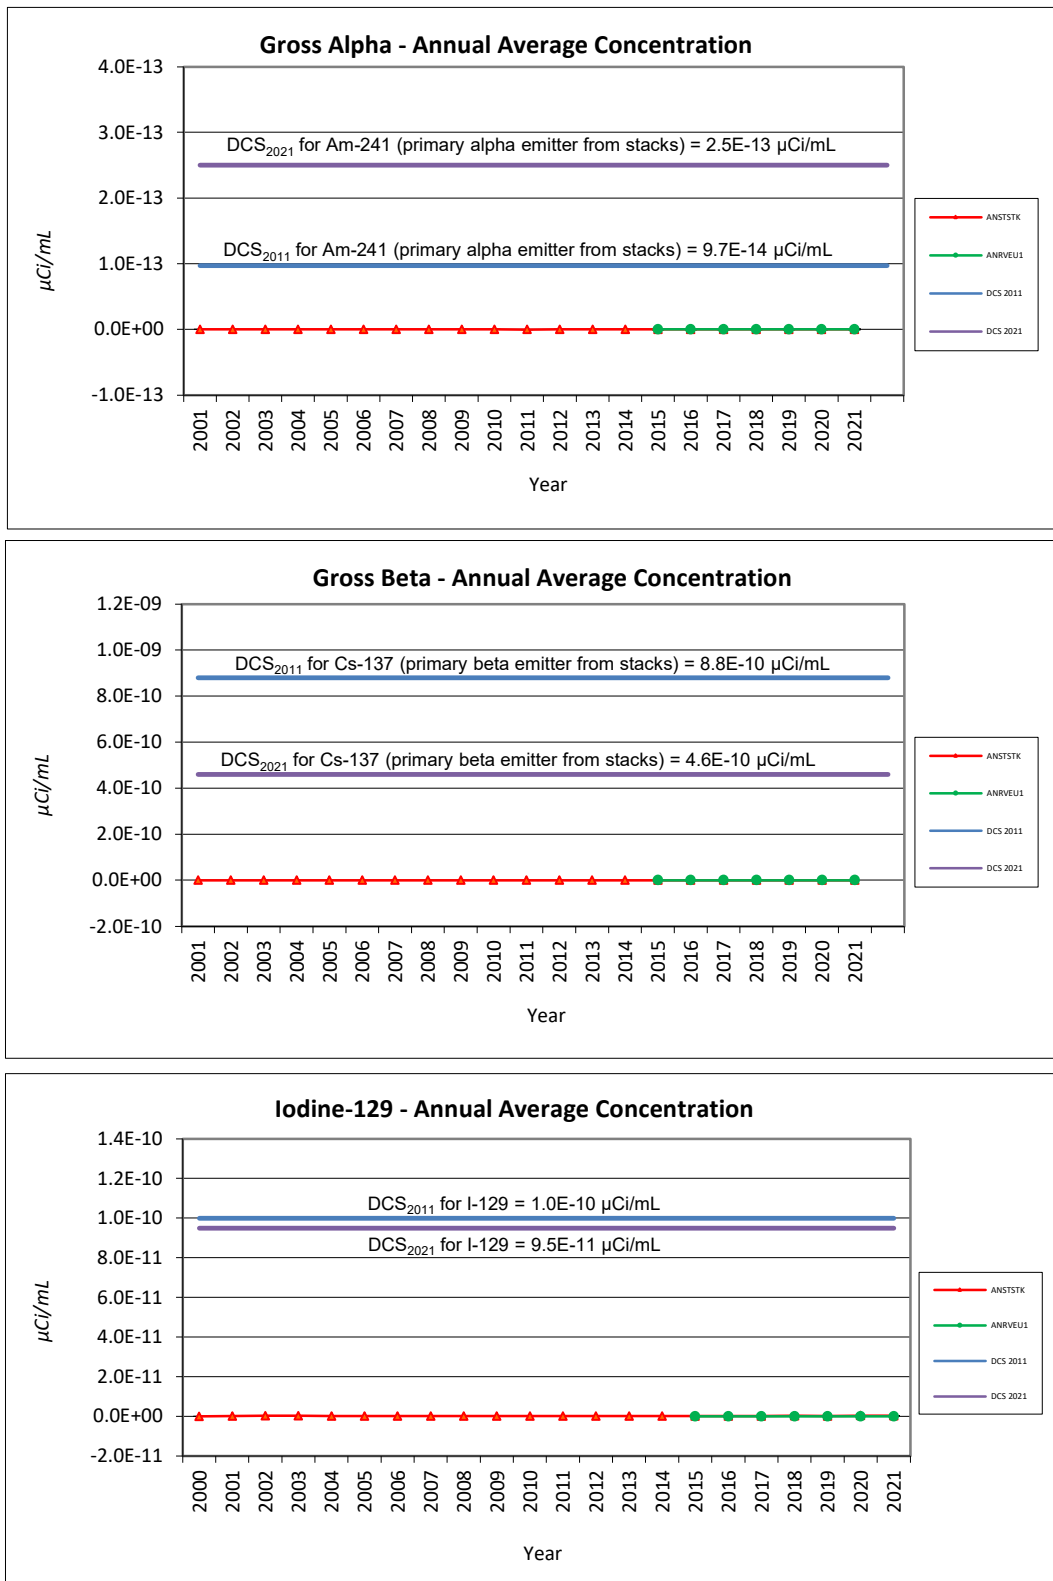 Gross Alpha - Annual Average Concentration
4.0E-13
3.0E-13
2.0E-13
1.0E-13
0.0E+00
-1.0E-13
µCi/mL
DCS2021 for Am-241 (primary alpha emitter from stacks) = 2.5E-13 µCi/mL
DCS2011 for Am-241 (primary alpha emitter from stacks) = 9.7E-14 µCi/mL
2001 2002 2003 2004 2005 2006 2007 2008 2009 2010 2011 2012 2013 2014 2015 2016 2017 2018 2019 2020 2021
Year
ANSTSTK
ANRVEU1
DCS 2011
DCS 2021
Gross Beta - Annual Average Concentration
1.2E-09
1.0E-09
8.0E-10
6.0E-10
4.0E-10
2.0E-10
0.0E+00
-2.0E-10
µCi/mL
DCS2011 for Cs-137 (primary beta emitter from stacks) = 8.8E-10 µCi/mL
DCS2021 for Cs-137 (primary beta emitter from stacks) = 4.6E-10 µCi/mL
2001 2002 2003 2004 2005 2006 2007 2008 2009 2010 2011 2012 2013 2014 2015 2016 2017 2018 2019 2020 2021
Year
ANSTSTK
ANRVEU1
DCS 2011
DCS 2021
Iodine-129 - Annual Average Concentration
1.4E-10
1.2E-10
1.0E-10
8.0E-11
6.0E-11
4.0E-11
2.0E-11
0.0E+00
-2.0E-11
µCi/mL
DCS2011 for I-129 = 1.0E-10 µCi/mL
DCS2021 for I-129 = 9.5E-11 µCi/mL
2000 2001 2002 2003 2004 2005 2006 2007 2008 2009 2010 2011 2012 2013 2014 2015 2016 2017 2018 2019 2020 2021
Year
ANSTSTK
ANRVEU1
DCS 2011
DCS 2021